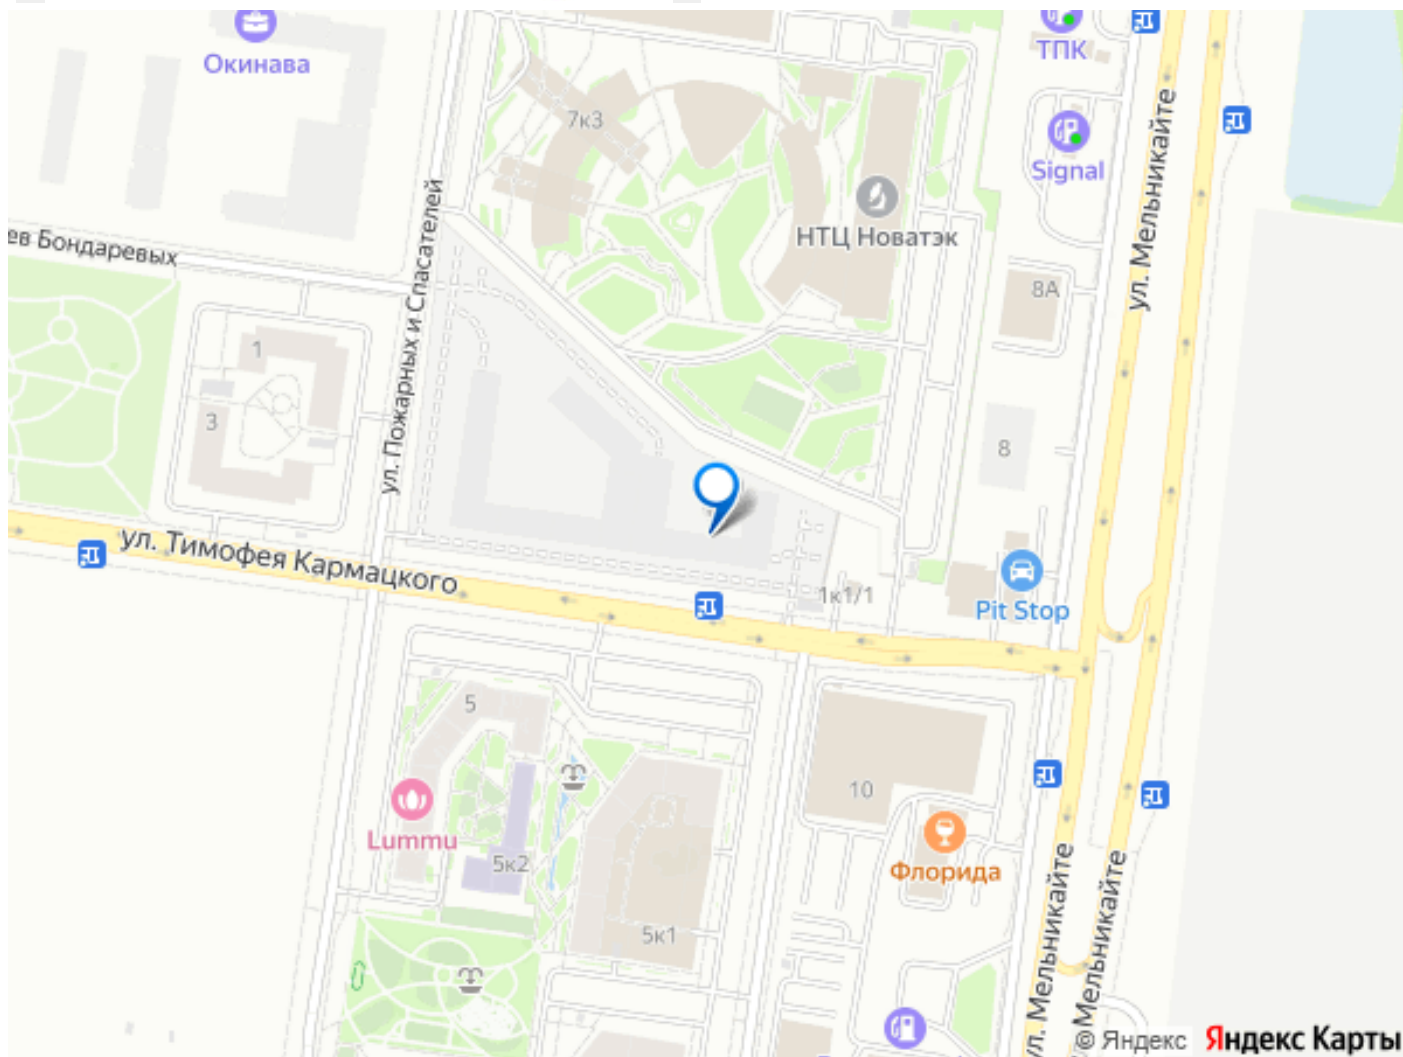 Окинава
ТПК
7к3
Signal
ул. Мельникайте
НТЦ Новатэк
ев Бондаревых
ул. Пожарных и Спасателей
8А
1
3
8
ул. Тимофея Кармацкого
1к1/1
Pit Stop
5
10
Lummu
5к2
Флорида
5к1
ул. Мельникайте
Мельникайте
© Яндекс Яндекс Карты